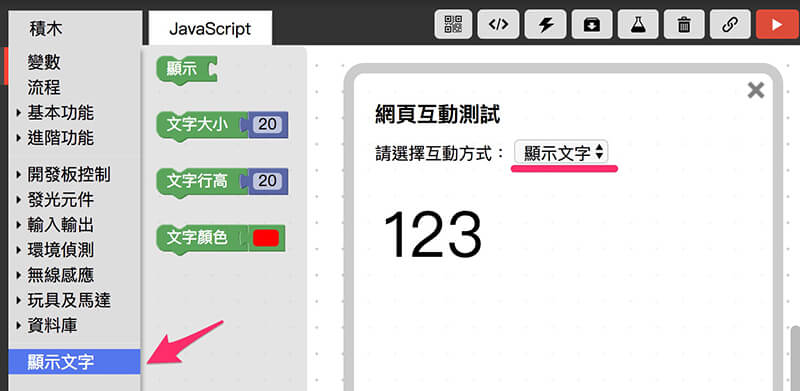 積木
JavaScript
</>
變數
流程
基本功能
進階功能
開發板控制
發光元件
輸入輸出
環境偵測
無線感應
玩具及馬達
資料庫
顯示文字
顯示
文字大小 20
文字行高 20
文字顏色
網頁互動測試
請選擇互動方式： 顯示文字
123